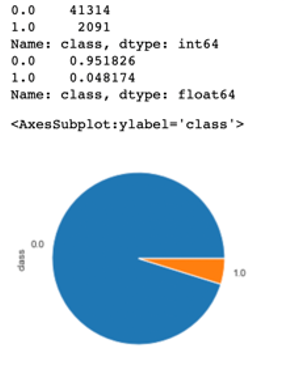 0.0    41314
1.0     2091
Name: class, dtype: int64
0.0    0.951826
1.0    0.048174
Name: class, dtype: float64
<AxesSubplot:ylabel='class'>
0.0
class
1.0